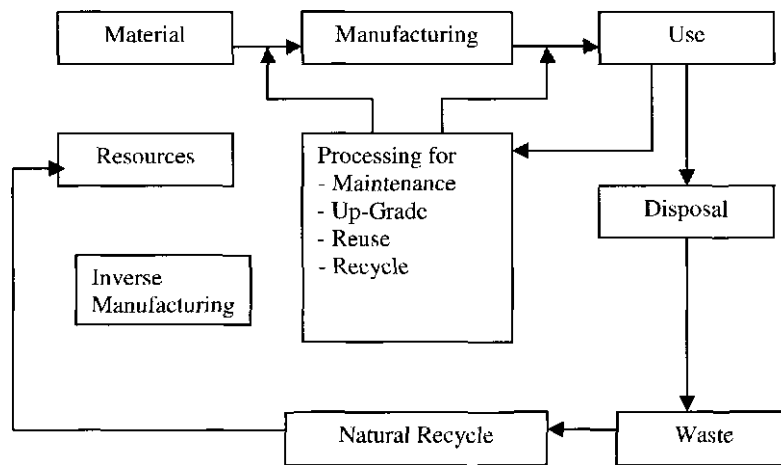 Material
Manufacturing
Use
Resources
Processing for
- Maintenance
- Up-Grade
- Reuse
- Recycle
Disposal
Inverse
Manufacturing
Natural Recycle
Waste